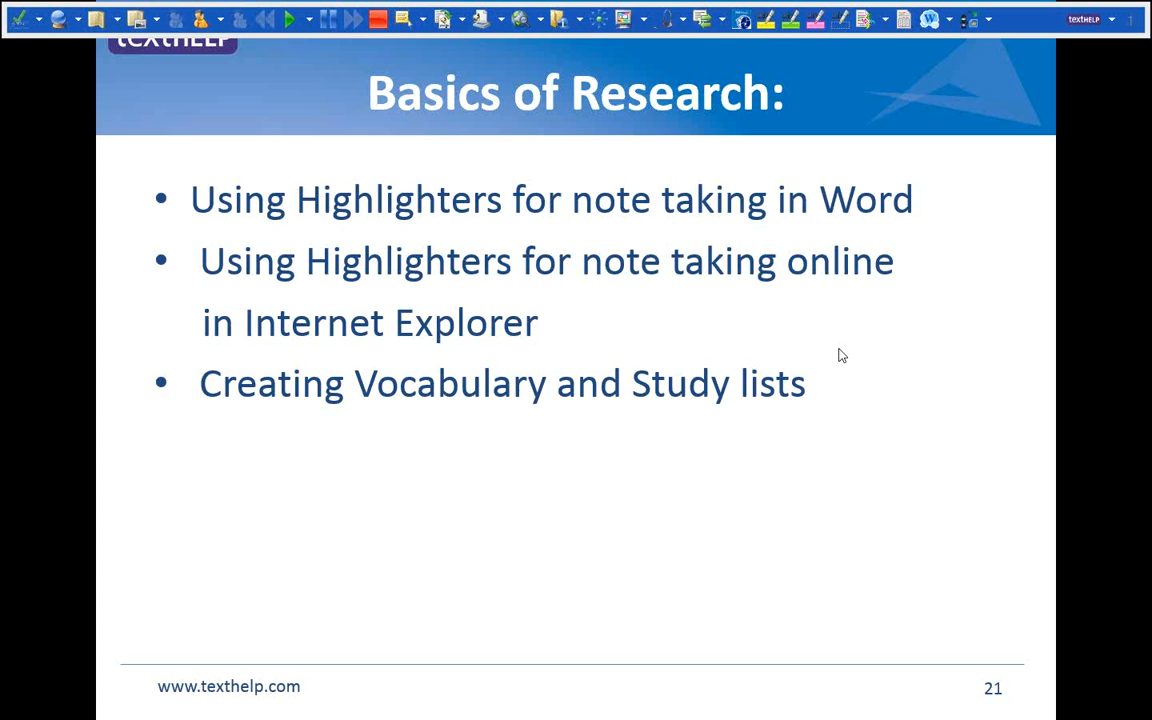 texthelp
texthelp
Basics of Research:
• Using Highlighters for note taking in Word
• Using Highlighters for note taking online
in Internet Explorer
• Creating Vocabulary and Study lists
www.texthelp.com
21